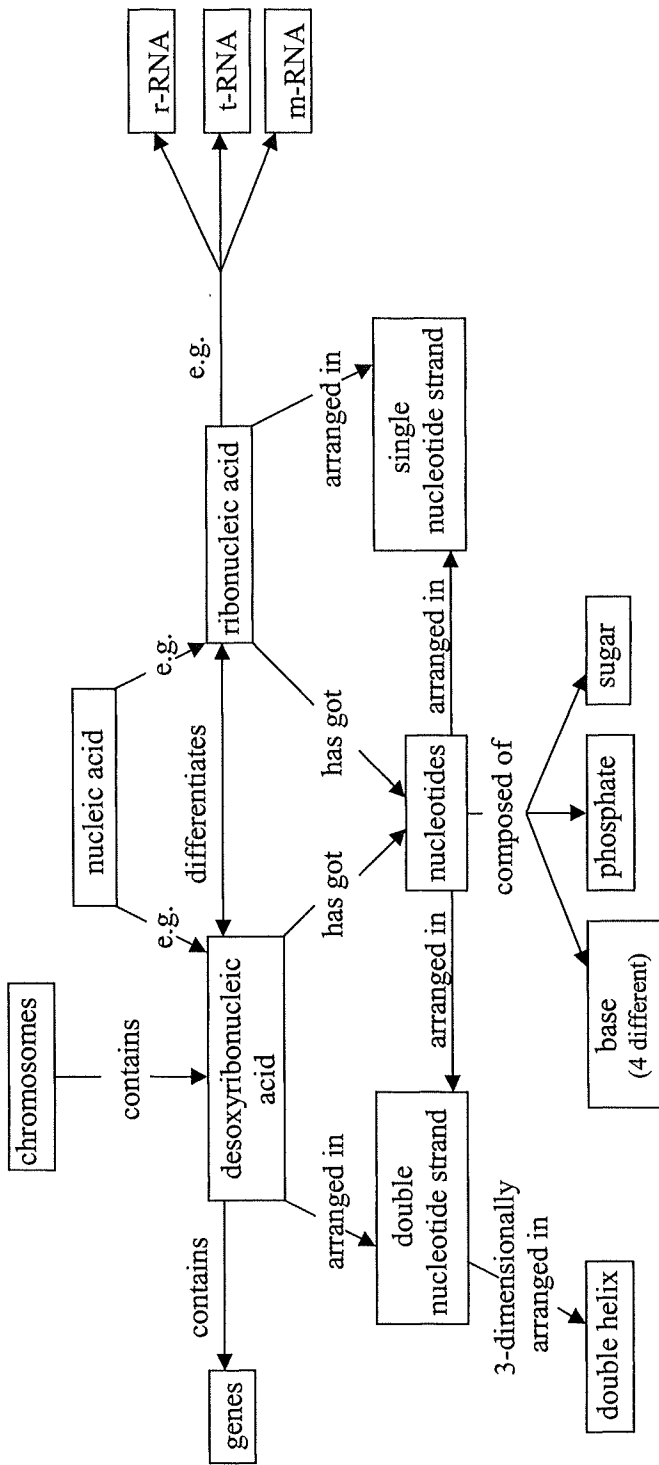 chromosomes
contains
nucleic acid
e.g.
e.g.
genes
contains
desoxyribonucleic
acid
differentiates
ribonucleic acid
e.g.
r-RNA
t-RNA
m-RNA
arranged in
has got
has got
arranged in
double
nucleotide strand
arranged in
nucleotides
arranged in
single
nucleotide strand
3-dimensionally
arranged in
composed of
double helix
base
(4 different)
phosphate
sugar